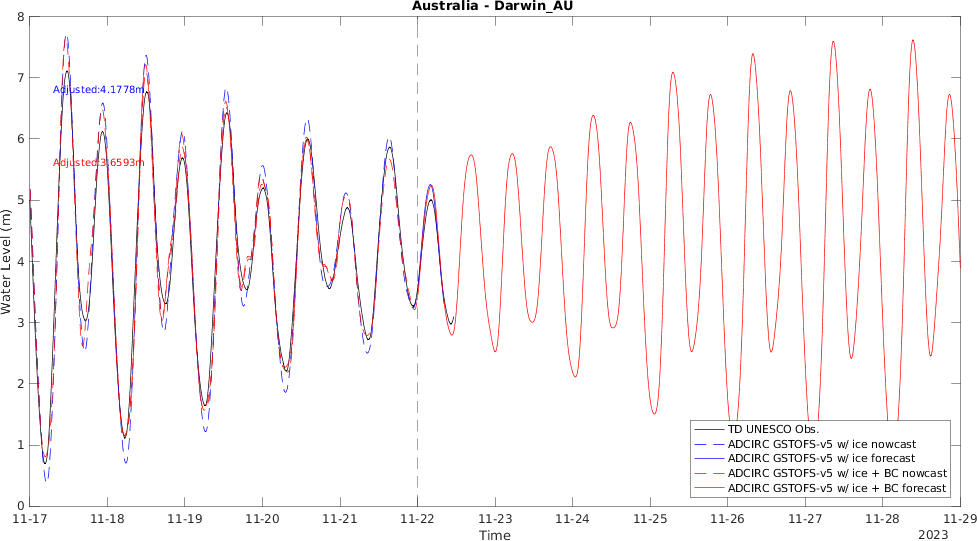 Australia - Darwin_AU
8
7
6
5
4
3
2
1
0
Water Level (m)
Adjusted:4.1778m
Adjusted:3.6593m
TD UNESCO Obs.
ADCIRC GSTOFS-v5 w/ ice nowcast
ADCIRC GSTOFS-v5 w/ ice forecast
ADCIRC GSTOFS-v5 w/ ice + BC nowcast
ADCIRC GSTOFS-v5 w/ ice + BC forecast
11-17 11-18 11-19 11-20 11-21 11-22 11-23 11-24 11-25 11-26 11-27 11-28 11-29
Time
2023